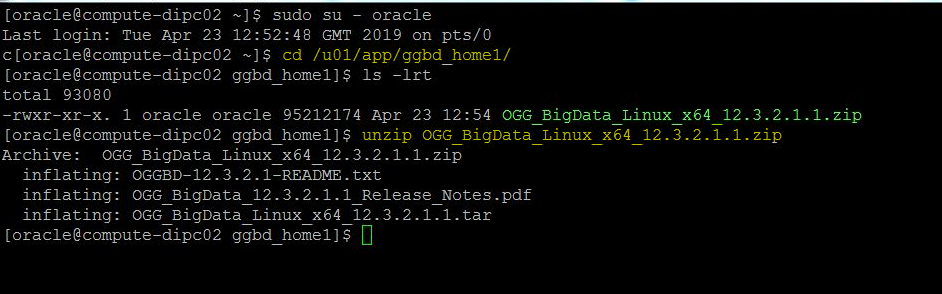 [oracle@compute-dipc02 ~]$ sudo su - oracle
Last login: Tue Apr 23 12:52:48 GMT 2019 on pts/0
c[oracle@compute-dipc02 ~]$ cd /u01/app/ggbd_home1/
[oracle@compute-dipc02 ggbd_home1]$ ls -lrt
total 93080
-rwxr-xr-x. 1 oracle oracle 95212174 Apr 23 12:54 OGG_BigData_Linux_x64_12.3.2.1.1.zip
[oracle@compute-dipc02 ggbd_home1]$ unzip OGG_BigData_Linux_x64_12.3.2.1.1.zip
Archive:  OGG_BigData_Linux_x64_12.3.2.1.1.zip
  inflating: OGGBD-12.3.2.1-README.txt
  inflating: OGG_BigData_12.3.2.1.1_Release_Notes.pdf
  inflating: OGG_BigData_Linux_x64_12.3.2.1.1.tar
[oracle@compute-dipc02 ggbd_home1]$